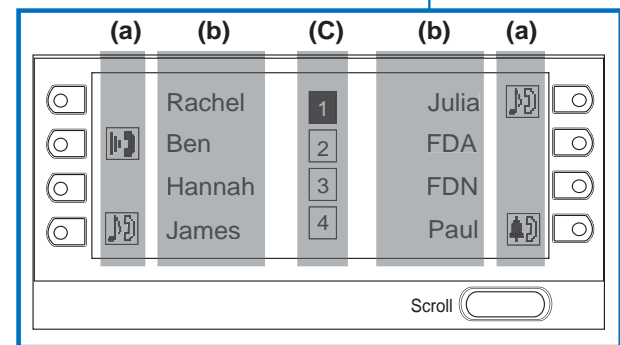 (a) (b) (C) (b) (a)
Rachel 1 Julia
Ben 2 FDA
Hannah 3 FDN
James 4 Paul
Scroll